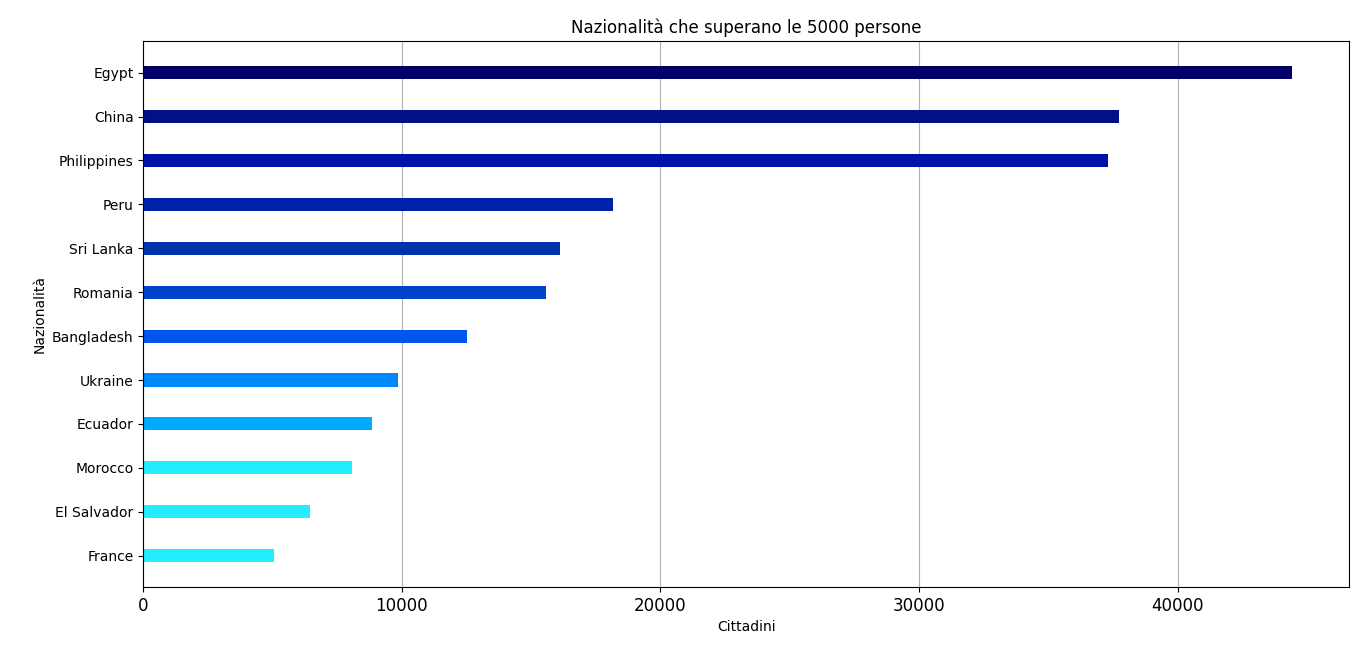 Nazionalità che superano le 5000 persone
Nazionalità
Egypt
China
Philippines
Peru
Sri Lanka
Romania
Bangladesh
Ukraine
Ecuador
Morocco
El Salvador
France
0 10000 20000 30000 40000
Cittadini